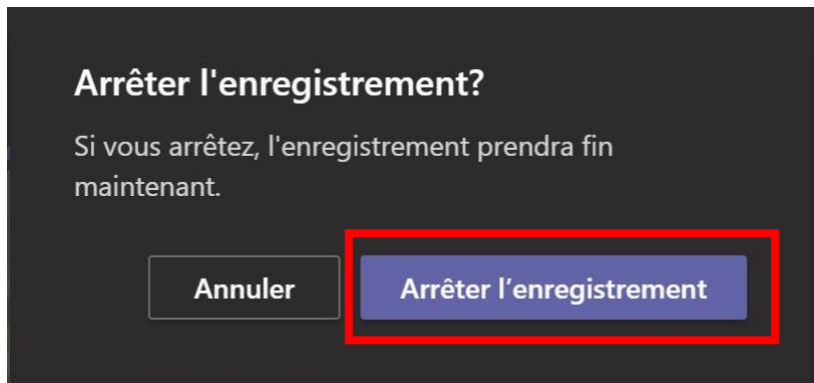 Arrêter l'enregistrement?
Si vous arrêtez, l'enregistrement prendra fin
maintenant.
Annuler
Arrêter l’enregistrement